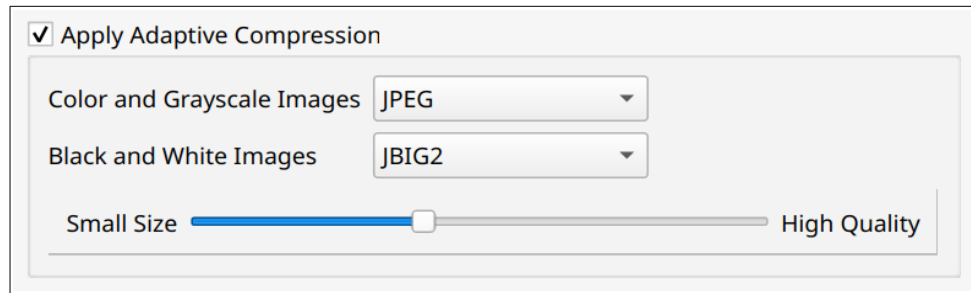 Apply Adaptive Compression
Color and Grayscale Images JPEG
Black and White Images JBIG2
Small Size High Quality